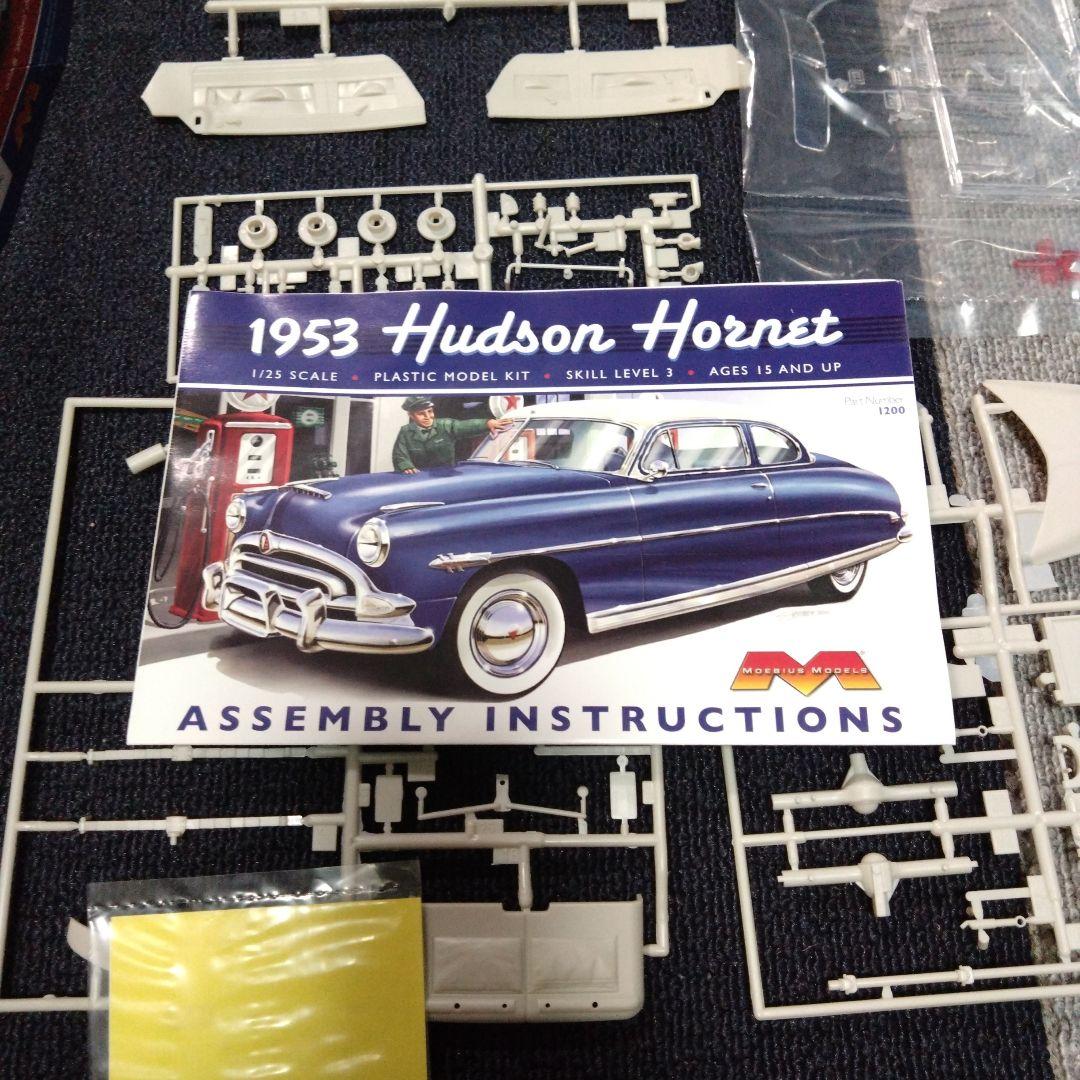 1953 Hudson Hornet
1/25 SCALE • PLASTIC MODEL KIT • SKILL LEVEL 3 • AGES 15 AND UP
Part Number
1200
MOEBIUS MODELS
ASSEMBLY INSTRUCTIONS